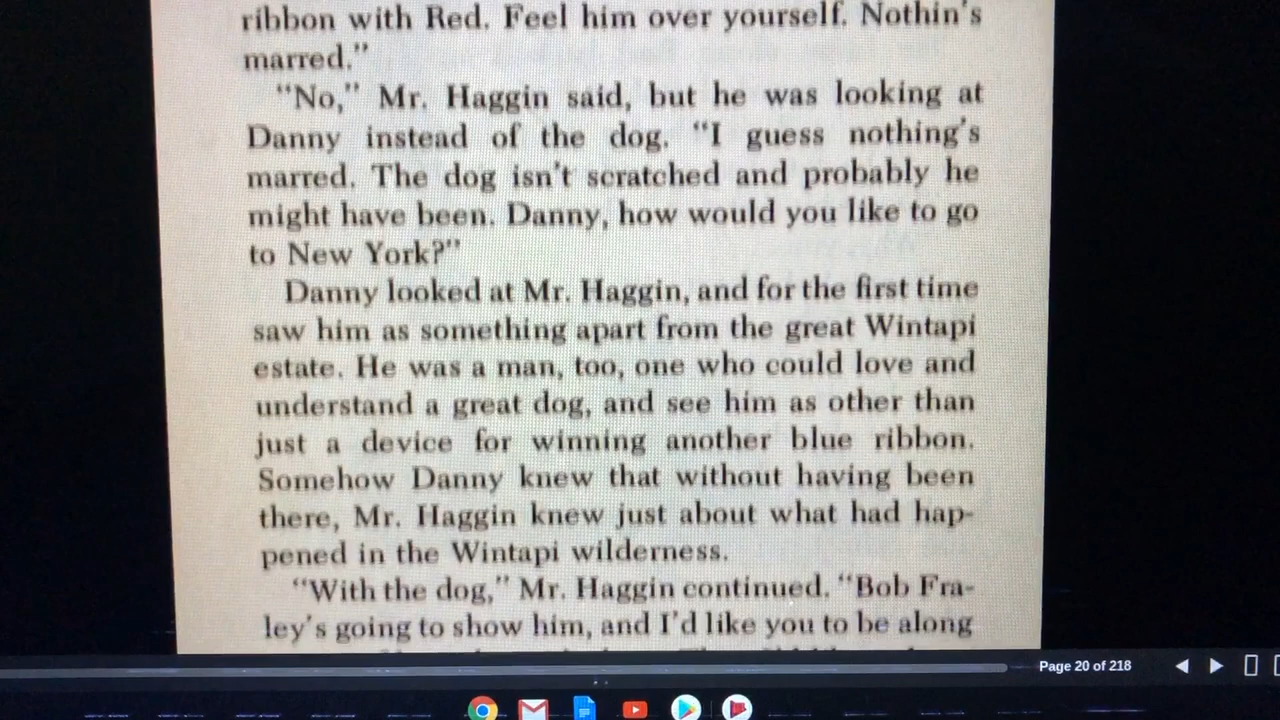 ribbon with Red. Feel him over yourself. Nothin's
marred."
"No," Mr. Haggin said, but he was looking at
Danny instead of the dog. "I guess nothing's
marred. The dog isn't scratched and probably he
might have been. Danny, how would you like to go
to New York?"
Danny looked at Mr. Haggin, and for the first time
saw him as something apart from the great Wintapi
estate. He was a man, too, one who could love and
understand a great dog, and see him as other than
just a device for winning another blue ribbon.
Somehow Danny knew that without having been
there, Mr. Haggin knew just about what had hap-
pened in the Wintapi wilderness.
"With the dog," Mr. Haggin continued. "Bob Fra-
ley's going to show him, and I'd like you to be along
Page 20 of 218